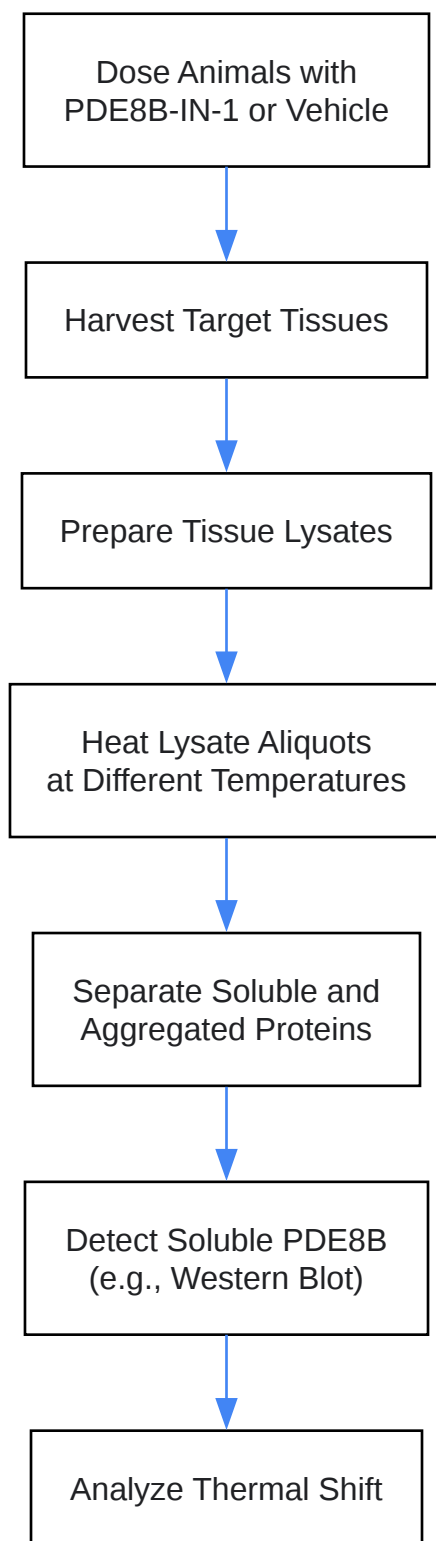 Dose Animals with
PDE8B-IN-1 or Vehicle
Harvest Target Tissues
Prepare Tissue Lysates
Heat Lysate Aliquots
at Different Temperatures
Separate Soluble and
Aggregated Proteins
Detect Soluble PDE8B
(e.g., Western Blot)
Analyze Thermal Shift